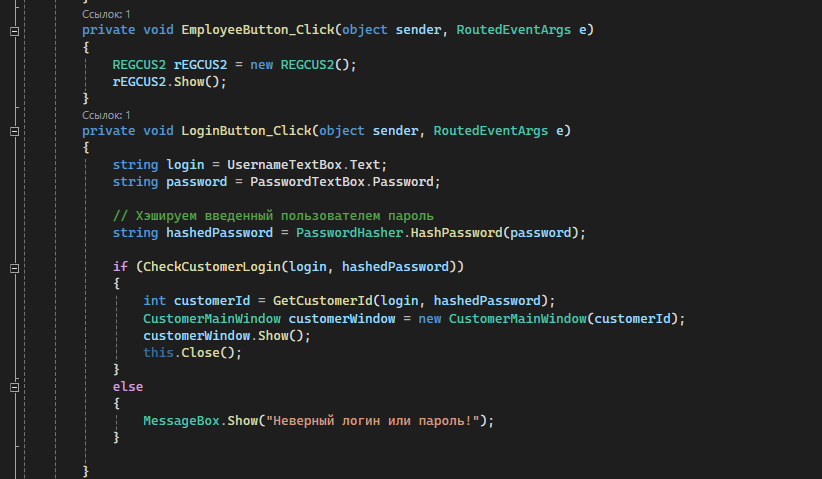 }
Ссылок: 1
private void EmployeeButton_Click(object sender, RoutedEventArgs e)
{
REGCUS2 rEGCUS2 = new REGCUS2();
rEGCUS2.Show();
}
Ссылок: 1
private void LoginButton_Click(object sender, RoutedEventArgs e)
{
string login = UsernameTextBox.Text;
string password = PasswordTextBox.Password;
// Хэшируем введенный пользователем пароль
string hashedPassword = PasswordHasher.HashPassword(password);
if (CheckCustomerLogin(login, hashedPassword))
{
int customerId = GetCustomerId(login, hashedPassword);
CustomerMainWindow customerWindow = new CustomerMainWindow(customerId);
customerWindow.Show();
this.Close();
}
else
{
MessageBox.Show("Неверный логин или пароль!");
}
}